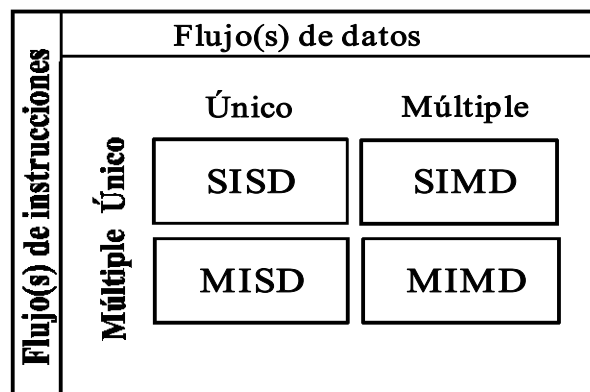 Flujo(s) de datos
Flujo(s) de instrucciones
Único Múltiple
Único
SISD SIMD
Múltiple
MISD MIMD